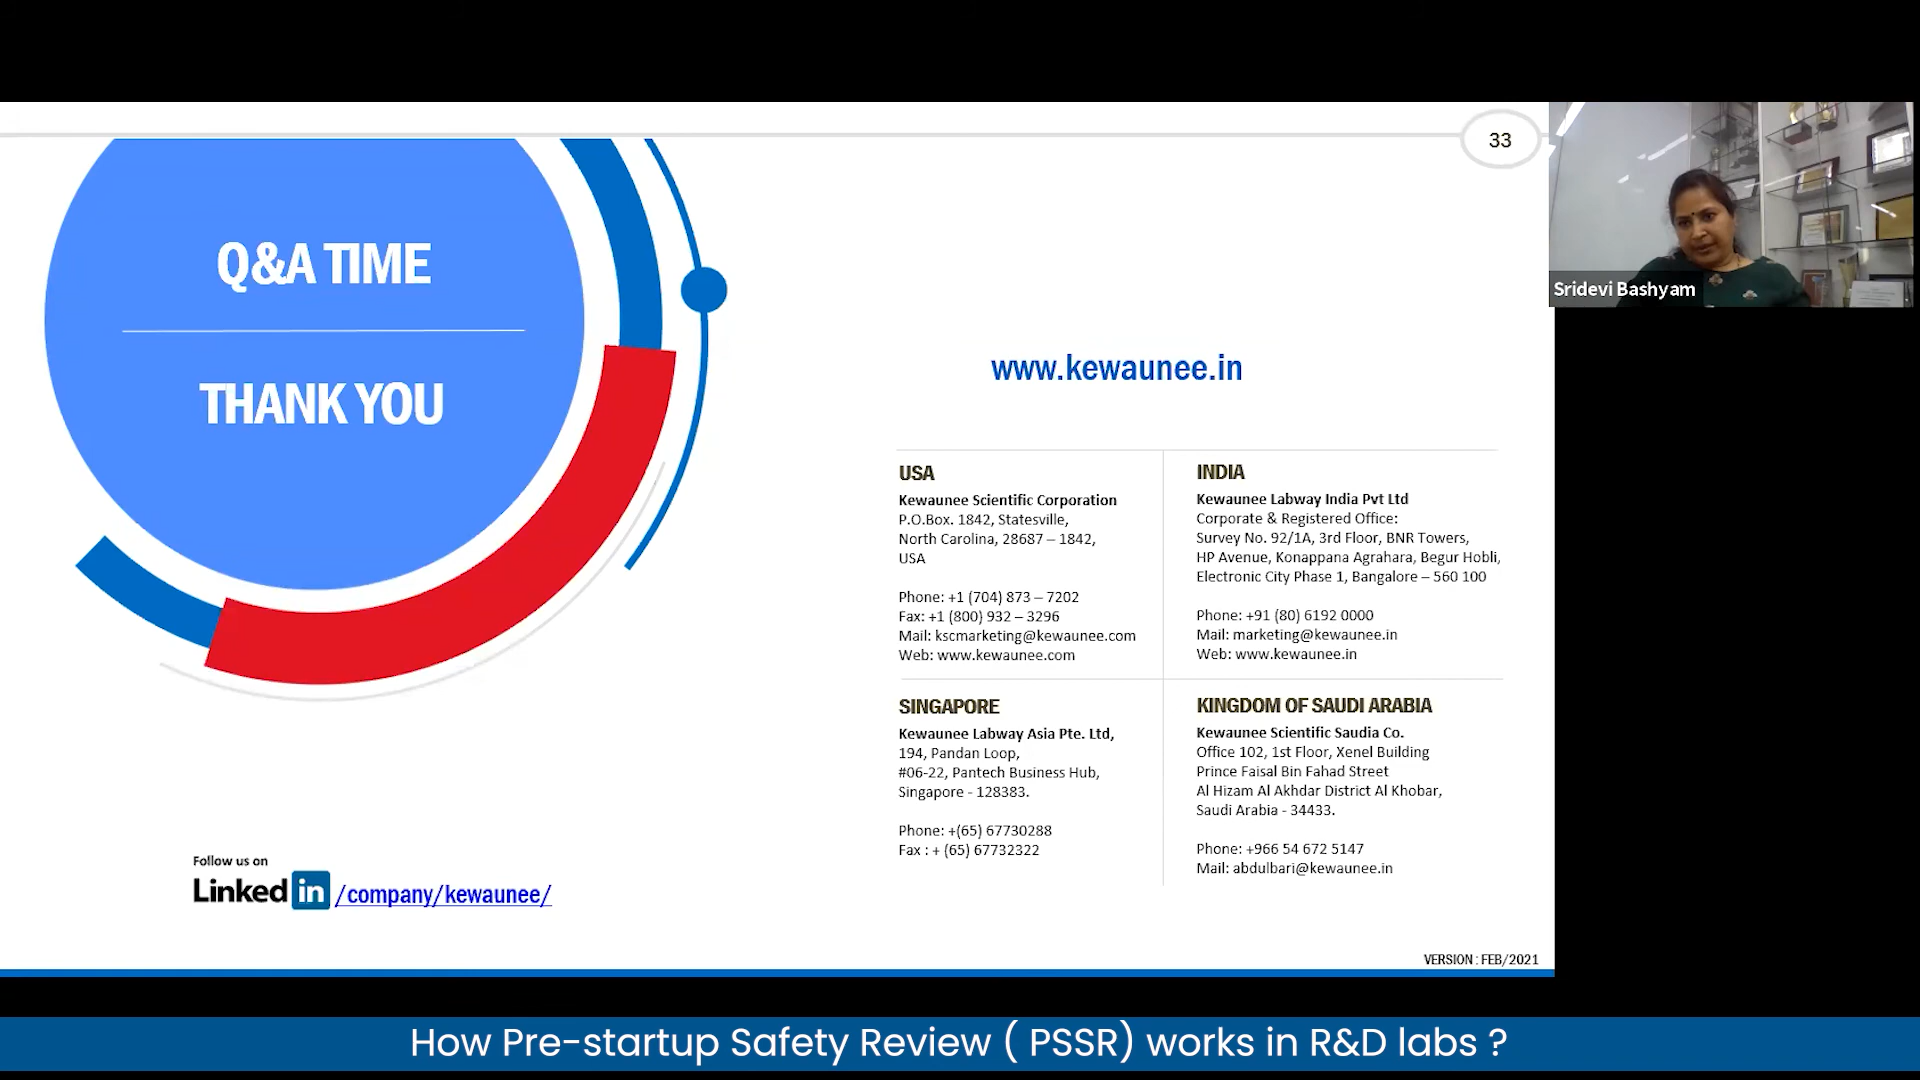 33
Q&A TIME
THANK YOU
Sridevi Bashyam
www.kewaunee.in
USA
Kewaunee Scientific Corporation
P.O.Box. 1842, Statesville,
North Carolina, 28687 – 1842,
USA
Phone: +1 (704) 873 – 7202
Fax: +1 (800) 932 – 3296
Mail: kscmarketing@kewaunee.com
Web: www.kewaunee.com
INDIA
Kewaunee Labway India Pvt Ltd
Corporate & Registered Office:
Survey No. 92/1A, 3rd Floor, BNR Towers,
HP Avenue, Konappana Agrahara, Begur Hobli,
Electronic City Phase 1, Bangalore – 560 100
Phone: +91 (80) 6192 0000
Mail: marketing@kewaunee.in
Web: www.kewaunee.in
SINGAPORE
Kewaunee Labway Asia Pte. Ltd,
194, Pandan Loop,
#06-22, Pantech Business Hub,
Singapore - 128383.
Phone: +(65) 67730288
Fax : + (65) 67732322
KINGDOM OF SAUDI ARABIA
Kewaunee Scientific Saudia Co.
Office 102, 1st Floor, Xenel Building
Prince Faisal Bin Fahad Street
Al Hizam Al Akhdar District Al Khobar,
Saudi Arabia - 34433.
Phone: +966 54 672 5147
Mail: abdulbari@kewaunee.in
Follow us on
Linked in /company/kewaunee/
VERSION : FEB/2021
How Pre-startup Safety Review ( PSSR) works in R&D labs ?